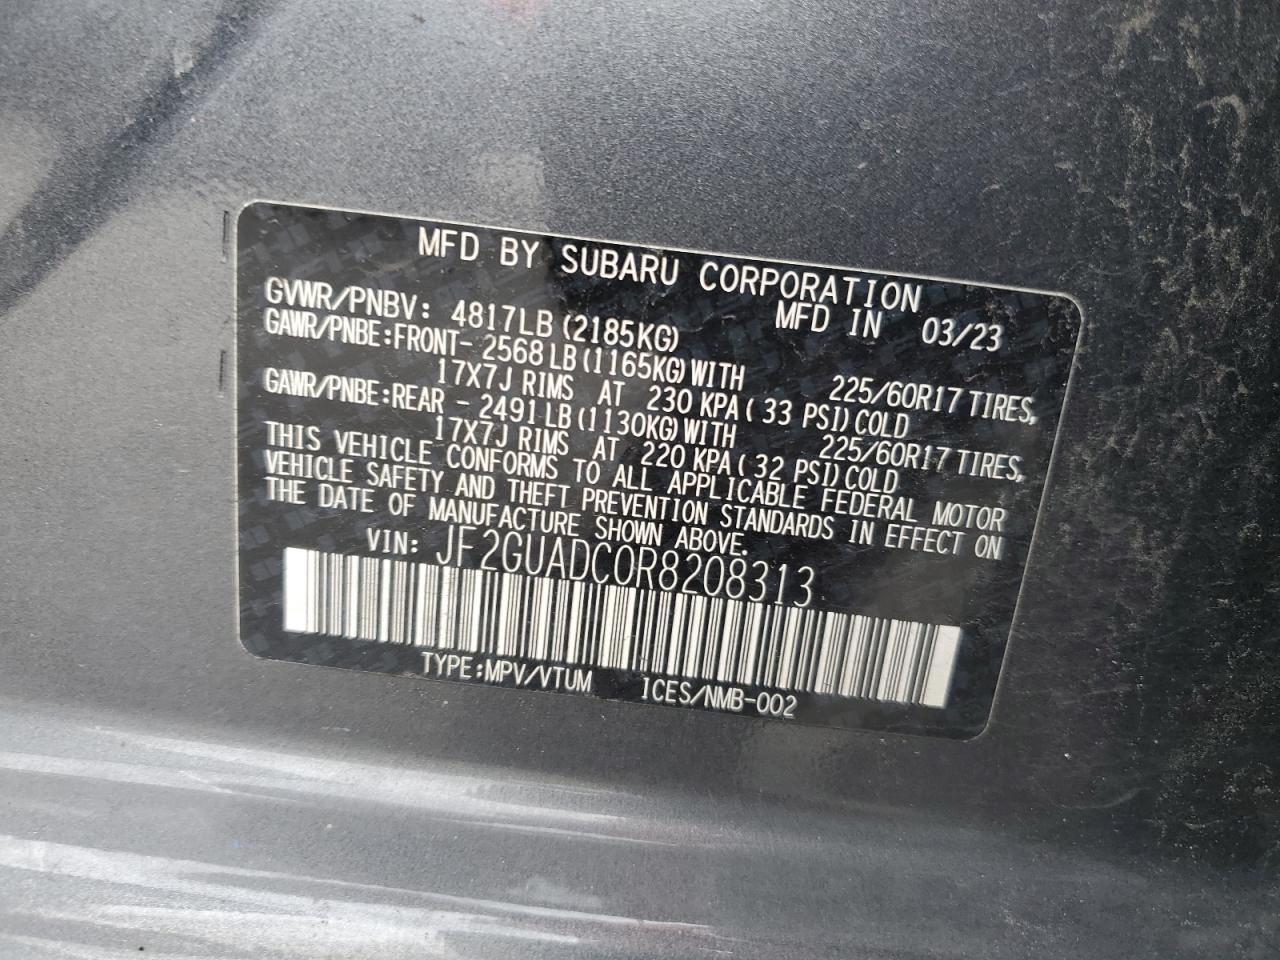 MFD BY SUBARU CORPORATION
GVWR/PNBV: 4817LB (2185KG) MFD IN 03/23
GAWR/PNBE:FRONT- 2568 LB (1165KG) WITH 225/60R17 TIRES,
17X7J RIMS AT 230 KPA ( 33 PSI) COLD
GAWR/PNBE:REAR - 2491 LB (1130KG) WITH 225/60R17 TIRES,
17X7J RIMS AT 220 KPA ( 32 PSI) COLD
THIS VEHICLE CONFORMS TO ALL APPLICABLE FEDERAL MOTOR
VEHICLE SAFETY AND THEFT PREVENTION STANDARDS IN EFFECT ON
THE DATE OF MANUFACTURE SHOWN ABOVE.
VIN: JF2GUADC0R8208313
TYPE:MPV/VTUM ICES/NMB-002